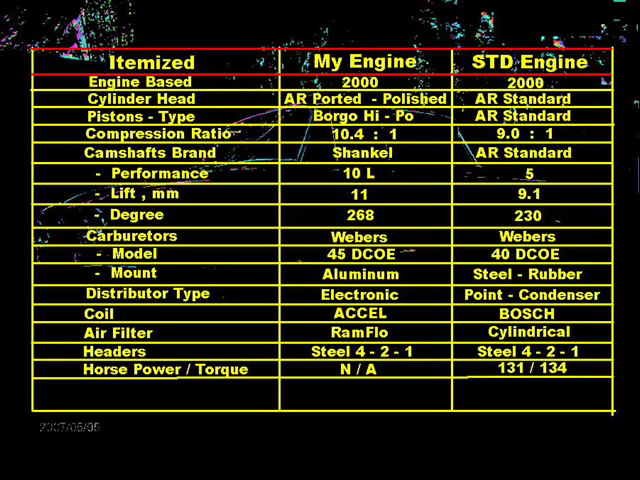 Itemized My Engine STD Engine
Engine Based 2000 2000
Cylinder Head AR Ported - Polished AR Standard
Pistons - Type Borgo Hi - Po AR Standard
Compression Ratio 10.4 : 1 9.0 : 1
Camshafts Brand Shankel AR Standard
- Performance 10 L 5
- Lift , mm 11 9.1
- Degree 268 230
Carburetors Webers Webers
- Model 45 DCOE 40 DCOE
- Mount Aluminum Steel - Rubber
Distributor Type Electronic Point - Condenser
Coil ACCEL BOSCH
Air Filter RamFlo Cylindrical
Headers Steel 4 - 2 - 1 Steel 4 - 2 - 1
Horse Power / Torque N / A 131 / 134
2007/05/05